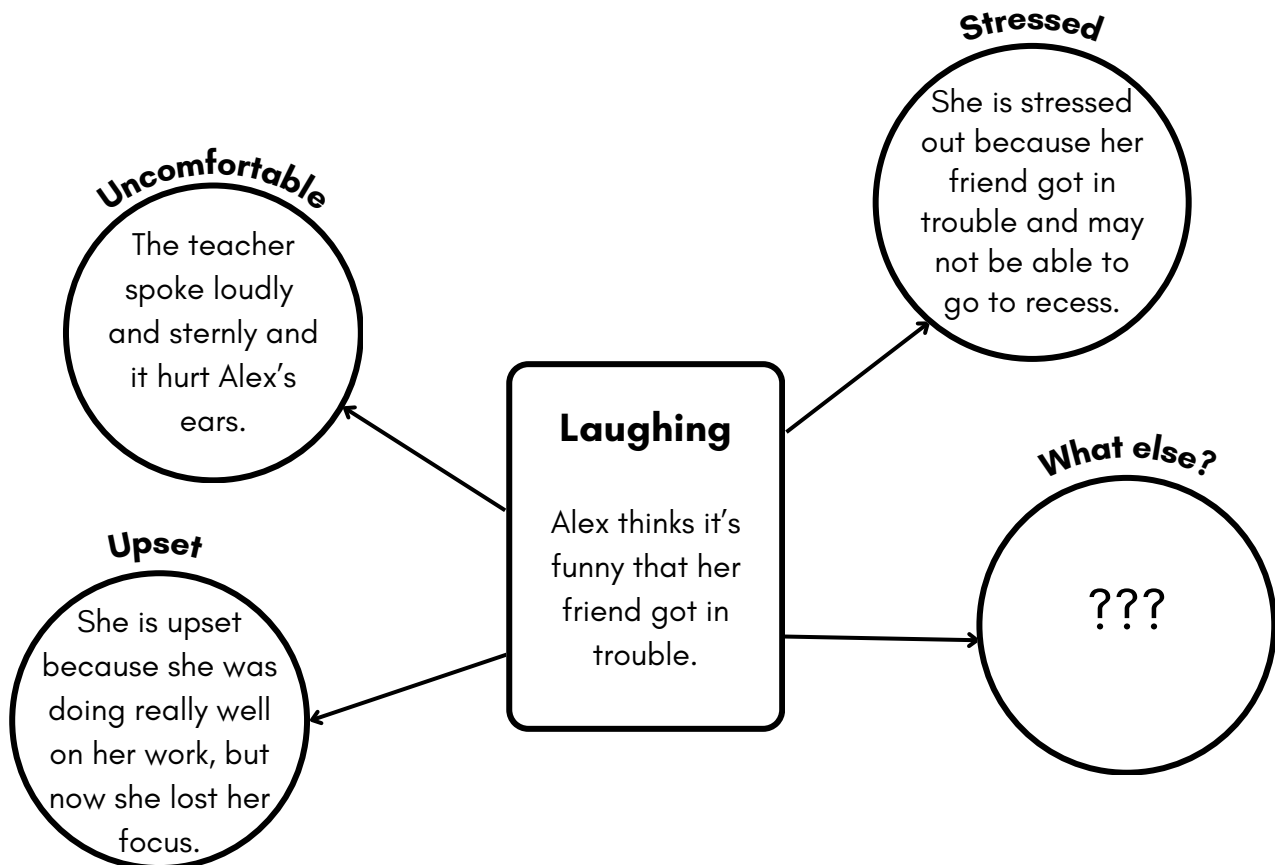 Stressed
She is stressed
out because her
friend got in
trouble and may
not be able to
go to recess.
Uncomfortable
The teacher
spoke loudly
and sternly and
it hurt Alex's
ears.
Laughing
Alex thinks it's
funny that her
friend got in
trouble.
What else?
???
Upset
She is upset
because she was
doing really well
on her work, but
now she lost her
focus.